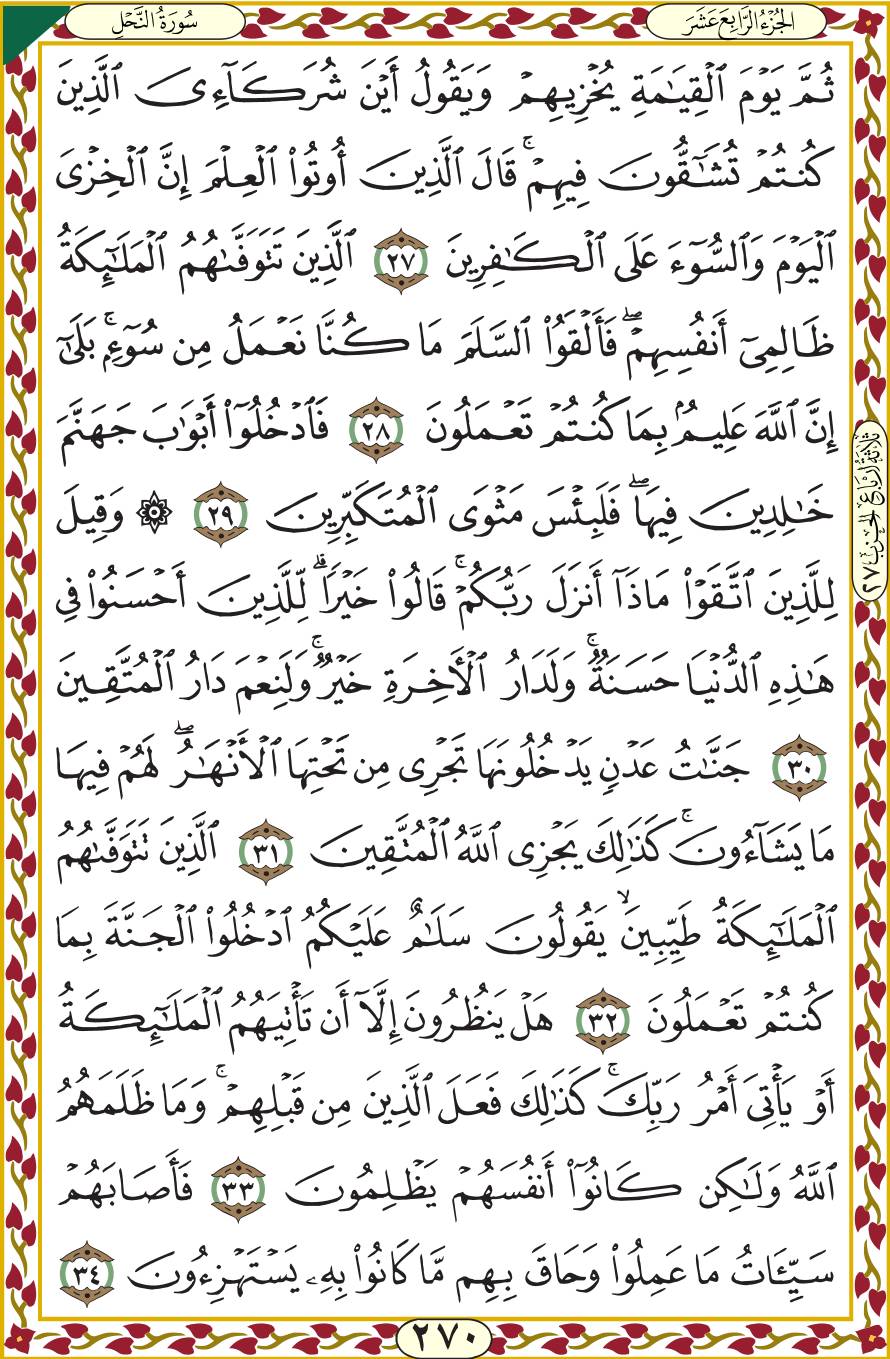 سُورَةُ النَّحْلِ
الجُزْءُ الرَّابِعَ عَشَرَ
ثُمَّ يَوْمَ ٱلْقِيَٰمَةِ يُخْزِيهِمْ وَيَقُولُ أَيْنَ شُرَكَآءِىَ ٱلَّذِينَ
كُنتُمْ تُشَٰٓقُّونَ فِيهِمْ ۚ قَالَ ٱلَّذِينَ أُوتُوا۟ ٱلْعِلْمَ إِنَّ ٱلْخِزْىَ
ٱلْيَوْمَ وَٱلسُّوٓءَ عَلَى ٱلْكَٰفِرِينَ ٢٧ ٱلَّذِينَ تَتَوَفَّىٰهُمُ ٱلْمَلَٰٓئِكَةُ
ظَالِمِىٓ أَنفُسِهِمْ ۖ فَأَلْقَوُا۟ ٱلسَّلَمَ مَا كُنَّا نَعْمَلُ مِن سُوٓءٍۭ ۚ بَلَىٰٓ
إِنَّ ٱللَّهَ عَلِيمٌۢ بِمَا كُنتُمْ تَعْمَلُونَ ٢٨ فَٱدْخُلُوٓا۟ أَبْوَٰبَ جَهَنَّمَ
خَٰلِدِينَ فِيهَا ۖ فَلَبِئْسَ مَثْوَى ٱلْمُتَكَبِّرِينَ ٢٩ ۞ وَقِيلَ
لِلَّذِينَ ٱتَّقَوْا۟ مَاذَآ أَنزَلَ رَبُّكُمْ ۚ قَالُوا۟ خَيْرًا ۗ لِّلَّذِينَ أَحْسَنُوا۟ فِى
هَٰذِهِ ٱلدُّنْيَا حَسَنَةٌ ۚ وَلَدَارُ ٱلْأَخِرَةِ خَيْرٌ ۚ وَلَنِعْمَ دَارُ ٱلْمُتَّقِينَ
٣٠ جَنَّٰتُ عَدْنٍ يَدْخُلُونَهَا تَجْرِى مِن تَحْتِهَا ٱلْأَنْهَٰرُ ۖ لَهُمْ فِيهَا
مَا يَشَآءُونَ ۚ كَذَٰلِكَ يَجْزِى ٱللَّهُ ٱلْمُتَّقِينَ ٣١ ٱلَّذِينَ تَتَوَفَّىٰهُمُ
ٱلْمَلَٰٓئِكَةُ طَيِّبِينَ ۙ يَقُولُونَ سَلَٰمٌ عَلَيْكُمُ ٱدْخُلُوا۟ ٱلْجَنَّةَ بِمَا
كُنتُمْ تَعْمَلُونَ ٣٢ هَلْ يَنظُرُونَ إِلَّآ أَن تَأْتِيَهُمُ ٱلْمَلَٰٓئِكَةُ
أَوْ يَأْتِىَ أَمْرُ رَبِّكَ ۚ كَذَٰلِكَ فَعَلَ ٱلَّذِينَ مِن قَبْلِهِمْ ۚ وَمَا ظَلَمَهُمُ
ٱللَّهُ وَلَٰكِن كَانُوٓا۟ أَنفُسَهُمْ يَظْلِمُونَ ٣٣ فَأَصَابَهُمْ
سَيِّئَاتُ مَا عَمِلُوا۟ وَحَاقَ بِهِم مَّا كَانُوا۟ بِهِۦ يَسْتَهْزِءُونَ ٣٤
ثَلَاثَةُ أَرْبَاعِ الحِزْبِ ٢٧
٢٧٠